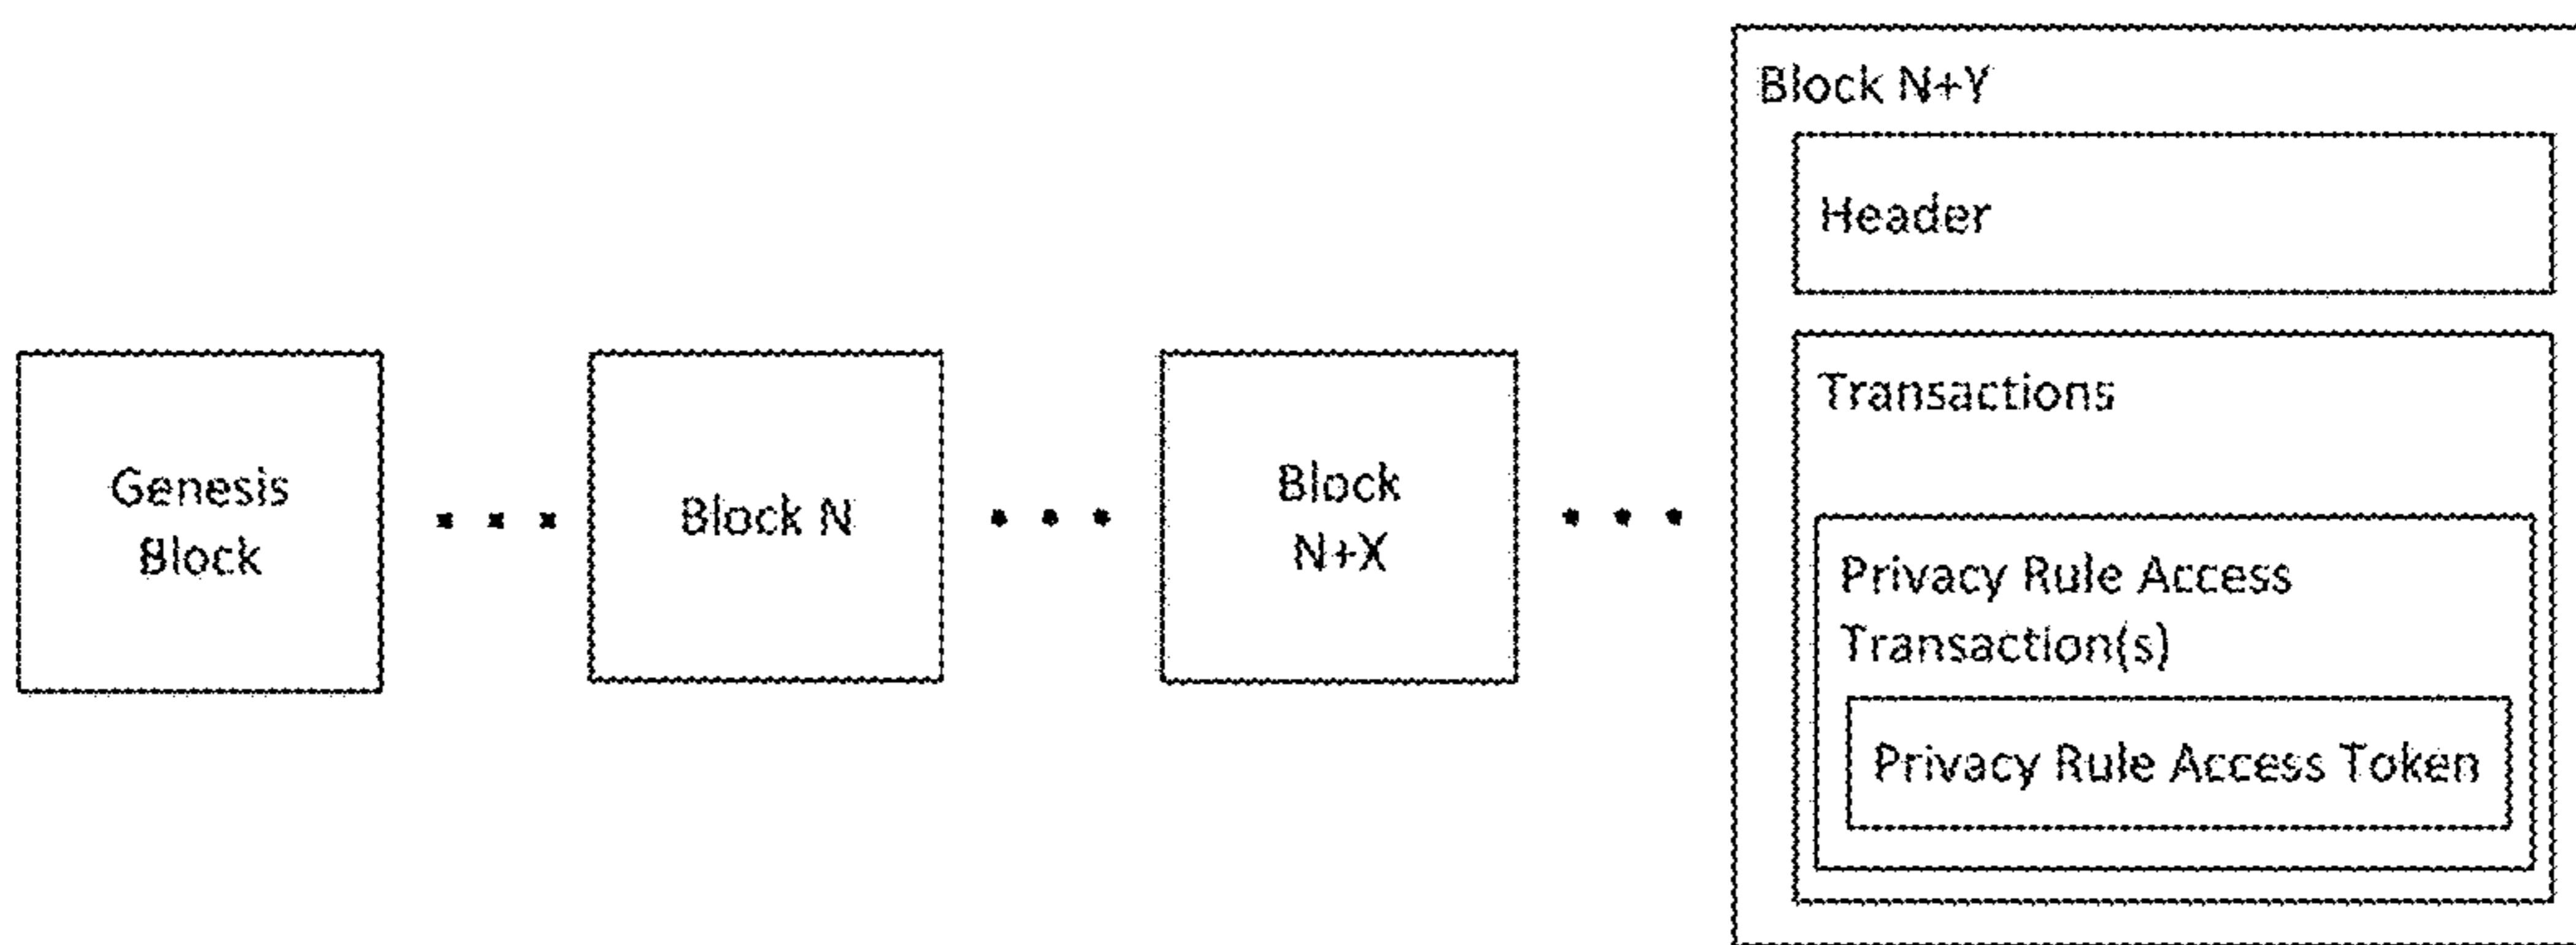 Genesis
Block
Block N
Block
N+X
Block N+Y
Header
Transactions
Privacy Rule Access
Transaction(s)
Privacy Rule Access Token